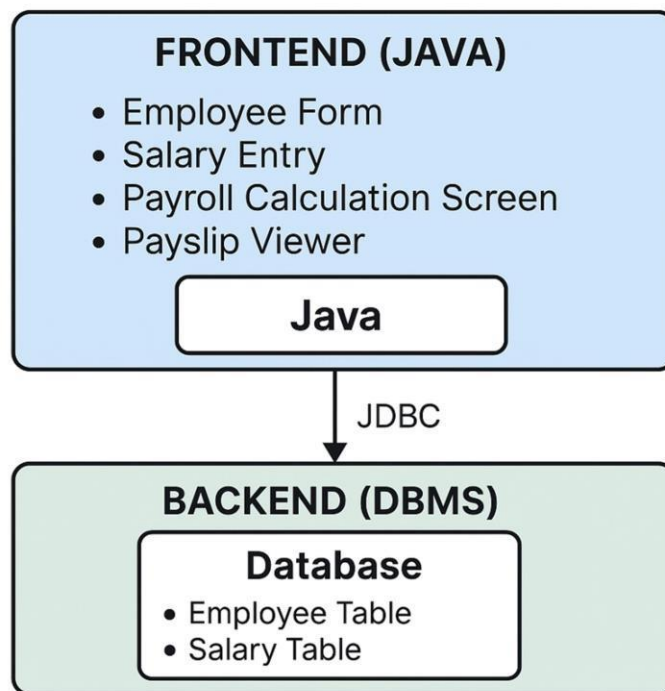 FRONTEND (JAVA)
• Employee Form
• Salary Entry
• Payroll Calculation Screen
• Payslip Viewer
Java
JDBC
BACKEND (DBMS)
Database
• Employee Table
• Salary Table